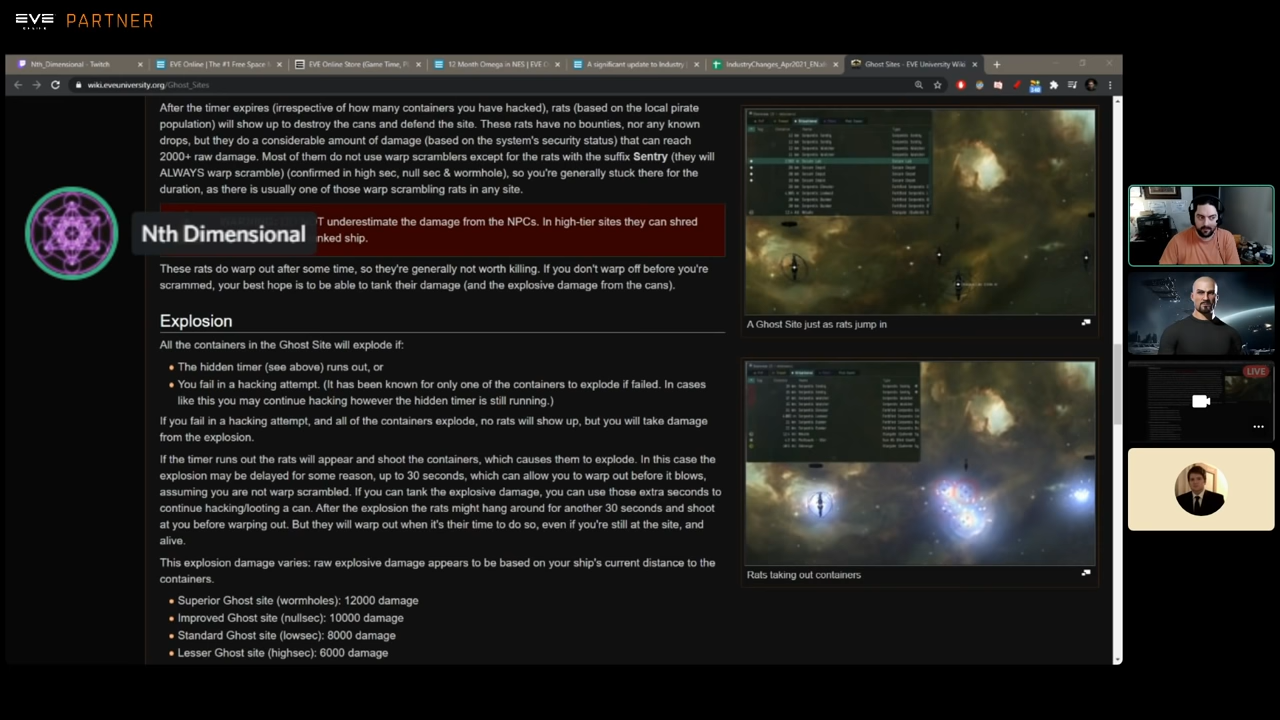 EVE PARTNER
ONLINE
Nth_Dimensional - Twitch
EVE Online | The #1 Free Space
EVE Online Store (Game Time, P
12 Month Omega in NES | EVE
A significant update to Industry
IndustryChanges_Apr2021_EN.xl
Ghost Sites - EVE University Wiki
wiki.eveuniversity.org/Ghost_Sites
After the timer expires (irrespective of how many containers you have hacked), rats (based on the local pirate
population) will show up to destroy the cans and defend the site. These rats have no bounties, nor any known
drops, but they do a considerable amount of damage (based on the system's security status) that can reach
2000+ raw damage. Most of them do not use warp scramblers except for the rats with the suffix Sentry (they will
ALWAYS warp scramble) (confirmed in high sec, null sec & wormhole), so you're generally stuck there for the
duration, as there is usually one of those warp scrambling rats in any site.
T underestimate the damage from the NPCs. In high-tier sites they can shred
nked ship.
Nth Dimensional
These rats do warp out after some time, so they're generally not worth killing. If you don't warp off before you're
scrammed, your best hope is to be able to tank their damage (and the explosive damage from the cans).
A Ghost Site just as rats jump in
Explosion
All the containers in the Ghost Site will explode if:
• The hidden timer (see above) runs out, or
• You fail in a hacking attempt. (It has been known for only one of the containers to explode if failed. In cases
like this you may continue hacking however the hidden timer is still running.)
If you fail in a hacking attempt, and all of the containers explode, no rats will show up, but you will take damage
from the explosion.
If the timer runs out the rats will appear and shoot the containers, which causes them to explode. In this case the
explosion may be delayed for some reason, up to 30 seconds, which can allow you to warp out before it blows,
assuming you are not warp scrambled. If you can tank the explosive damage, you can use those extra seconds to
continue hacking/looting a can. After the explosion the rats might hang around for another 30 seconds and shoot
at you before warping out. But they will warp out when it's their time to do so, even if you're still at the site, and
alive.
This explosion damage varies: raw explosive damage appears to be based on your ship's current distance to the
containers.
Rats taking out containers
• Superior Ghost site (wormholes): 12000 damage
• Improved Ghost site (nullsec): 10000 damage
• Standard Ghost site (lowsec): 8000 damage
• Lesser Ghost site (highsec): 6000 damage
LIVE